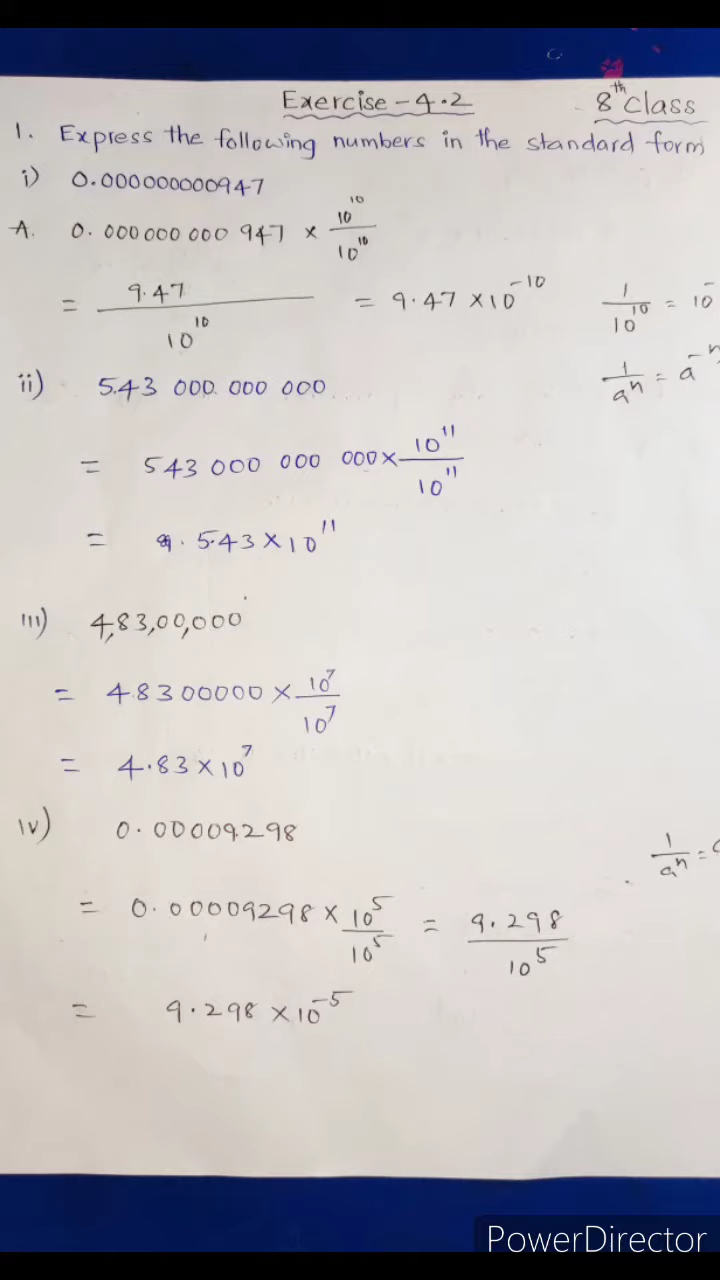 Exercise - 4.2 8th class
1. Express the following numbers in the standard form
i) 0.000000000947
A. 0.000 000 000 947 × 10^10/10^10
= 9.47/10^10 = 9.47 × 10^-10 1/10^10 = 10^-
1/a^n = a^-n
ii) 543 000 000 000
= 543 000 000 000 × 10^11/10^11
= 5.43 × 10^11
iii) 4,83,00,000
= 48300000 × 10^7/10^7
= 4.83 × 10^7
iv) 0.00009298
1/a^n =
= 0.00009298 × 10^5/10^5 = 9.298/10^5
= 9.298 × 10^-5
PowerDirector